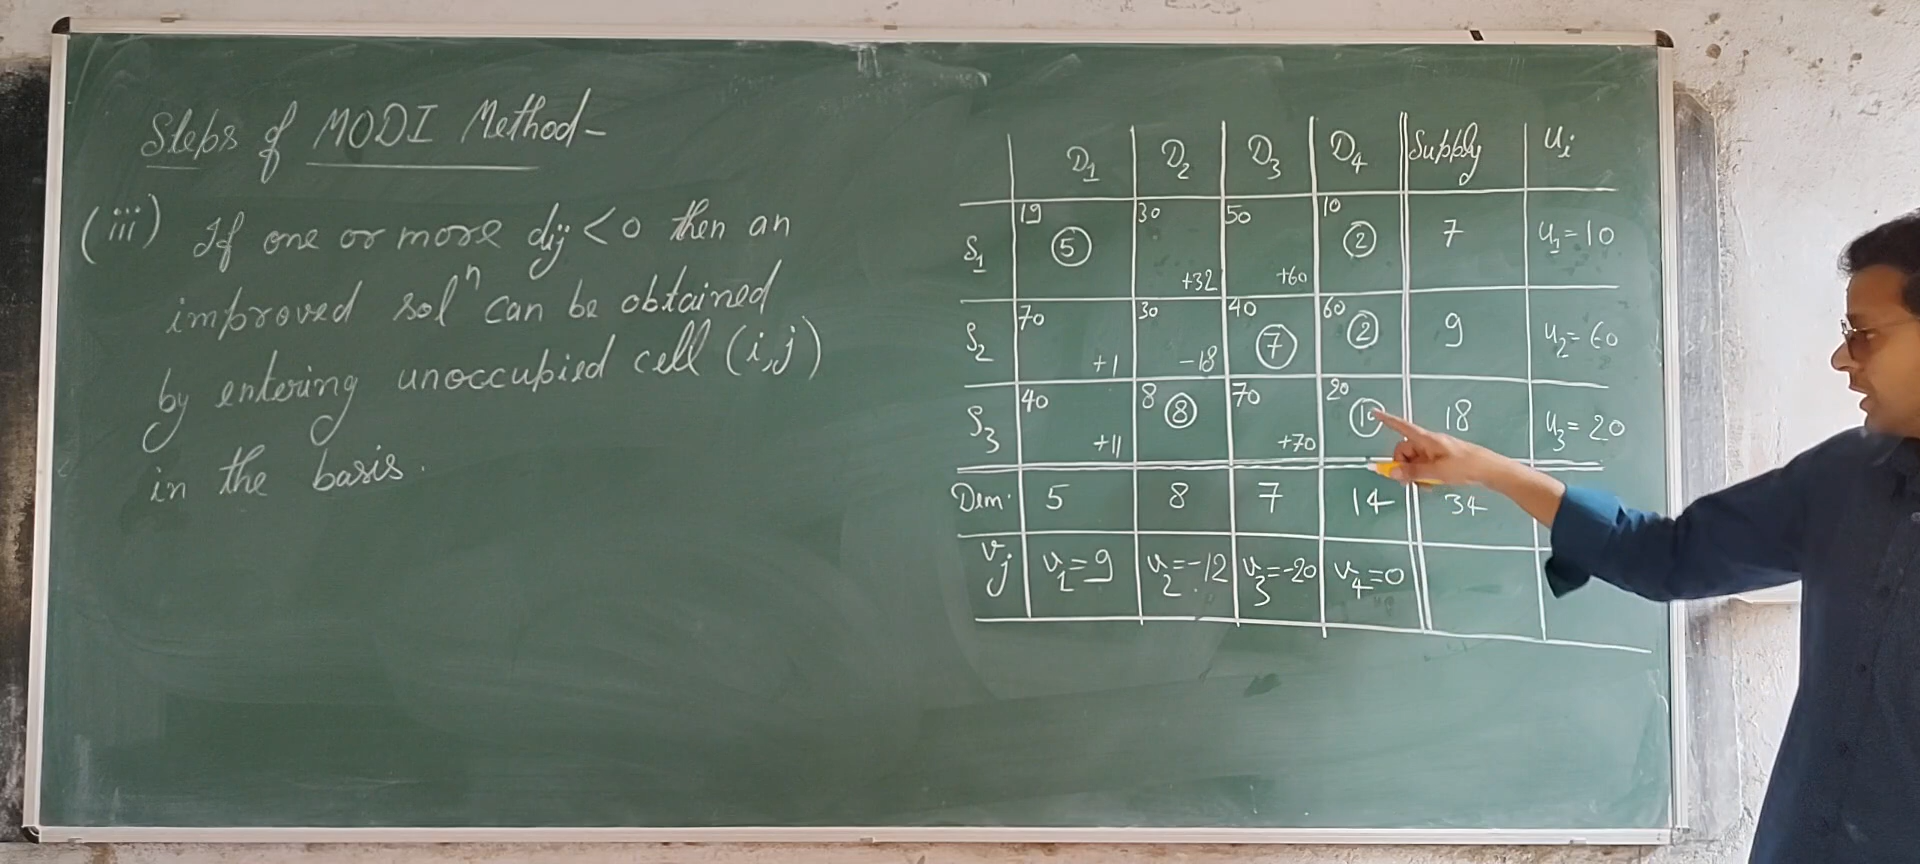 Steps of MODI Method-
(iii) If one or more dij < 0 then an
improved solⁿ can be obtained
by entering unoccupied cell (i,j)
in the basis.
D1 D2 D3 D4 Supply ui
S1 19 5 30 +32 50 +60 10 2 7 u1=10
S2 70 +1 30 -18 40 7 60 2 9 u2=60
S3 40 +11 8 8 70 +70 20 10 18 u3=20
Dem. 5 8 7 14 34
vj v1=9 v2=-12 v3=-20 v4=0